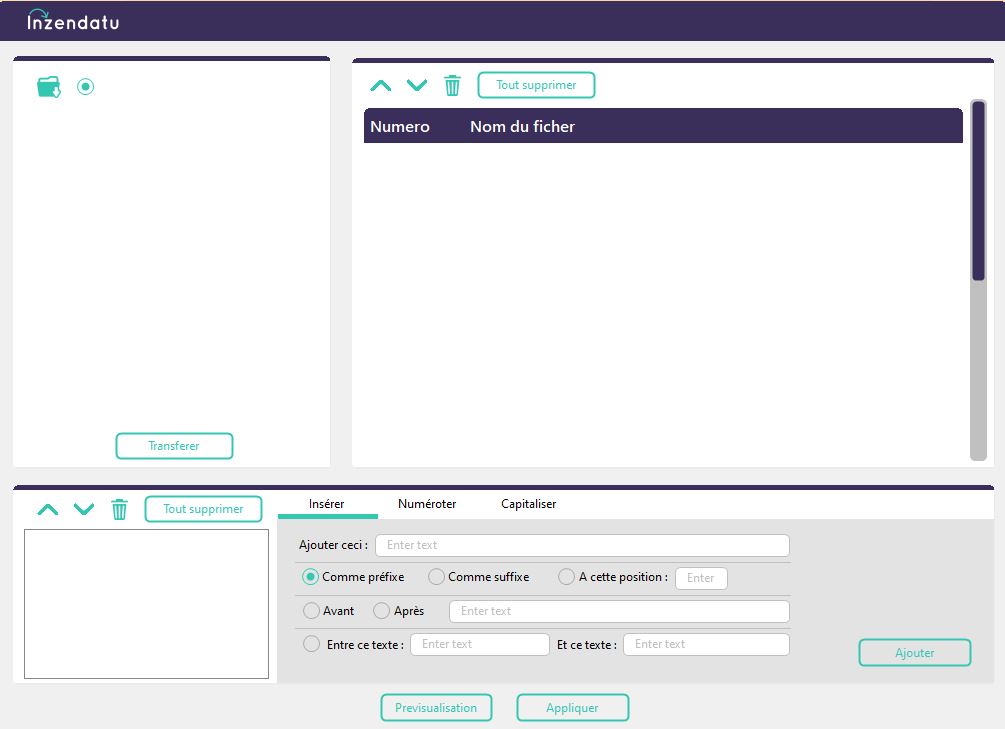 Inzendatu
Tout supprimer
Numero Nom du ficher
Transferer
Tout supprimer
Insérer Numéroter Capitaliser
Ajouter ceci : Enter text
Comme préfixe Comme suffixe A cette position : Enter
Avant Après Enter text
Entre ce texte : Enter text Et ce texte : Enter text
Ajouter
Previsualisation Appliquer